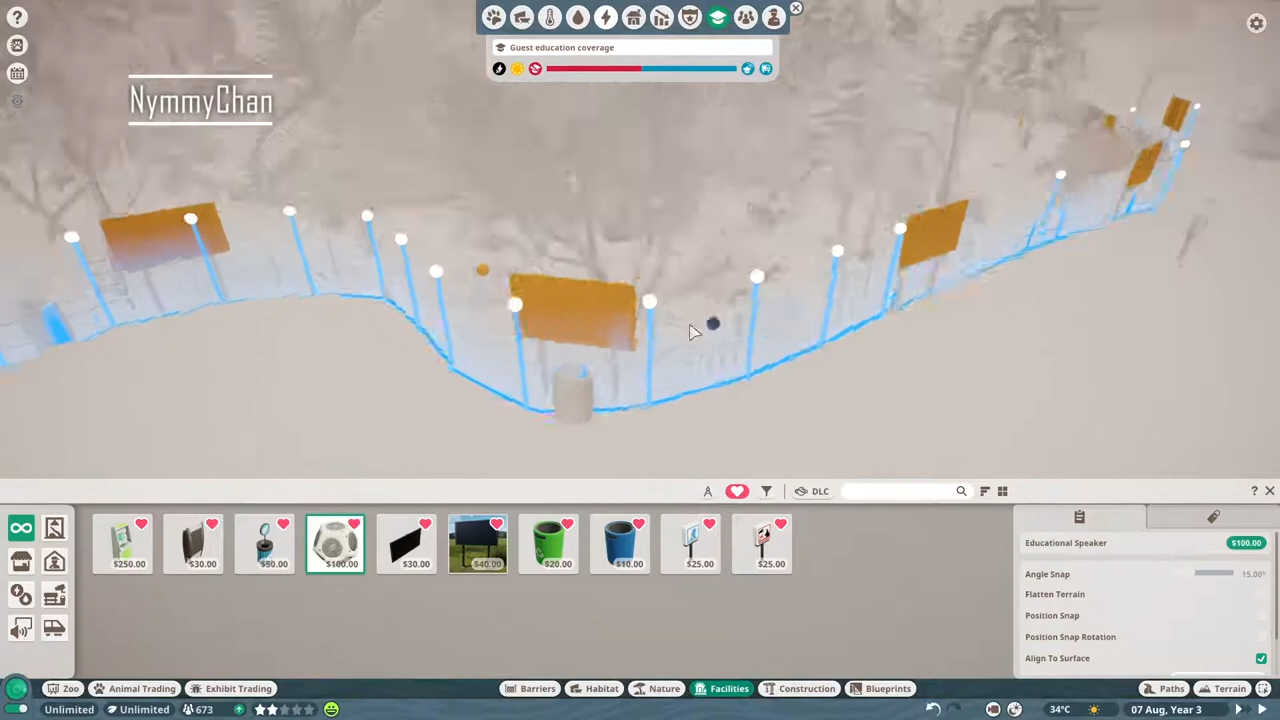 Guest education coverage
NymmyChan
DLC
?
$250.00
$30.00
$50.00
$100.00
$30.00
$40.00
$20.00
$10.00
$25.00
$25.00
Educational Speaker
$100.00
Angle Snap
15.00°
Flatten Terrain
Position Snap
Position Snap Rotation
Align To Surface
Zoo
Animal Trading
Exhibit Trading
Barriers
Habitat
Nature
Facilities
Construction
Blueprints
Paths
Terrain
Unlimited
Unlimited
673
34°C
07 Aug, Year 3